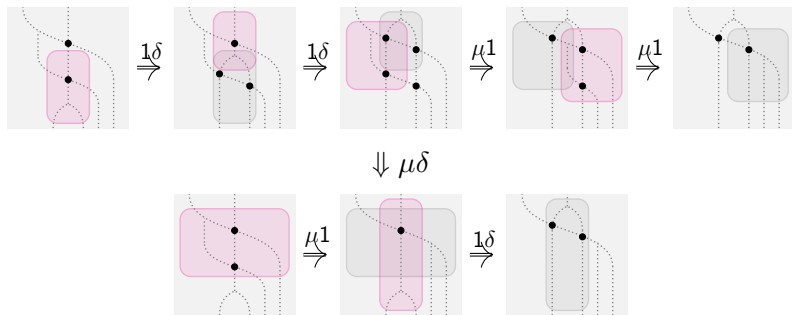 1δ 1δ μ1 μ1
⇒ ⇒ ⇒ ⇒
⇓ μδ
μ1 1δ
⇒ ⇒